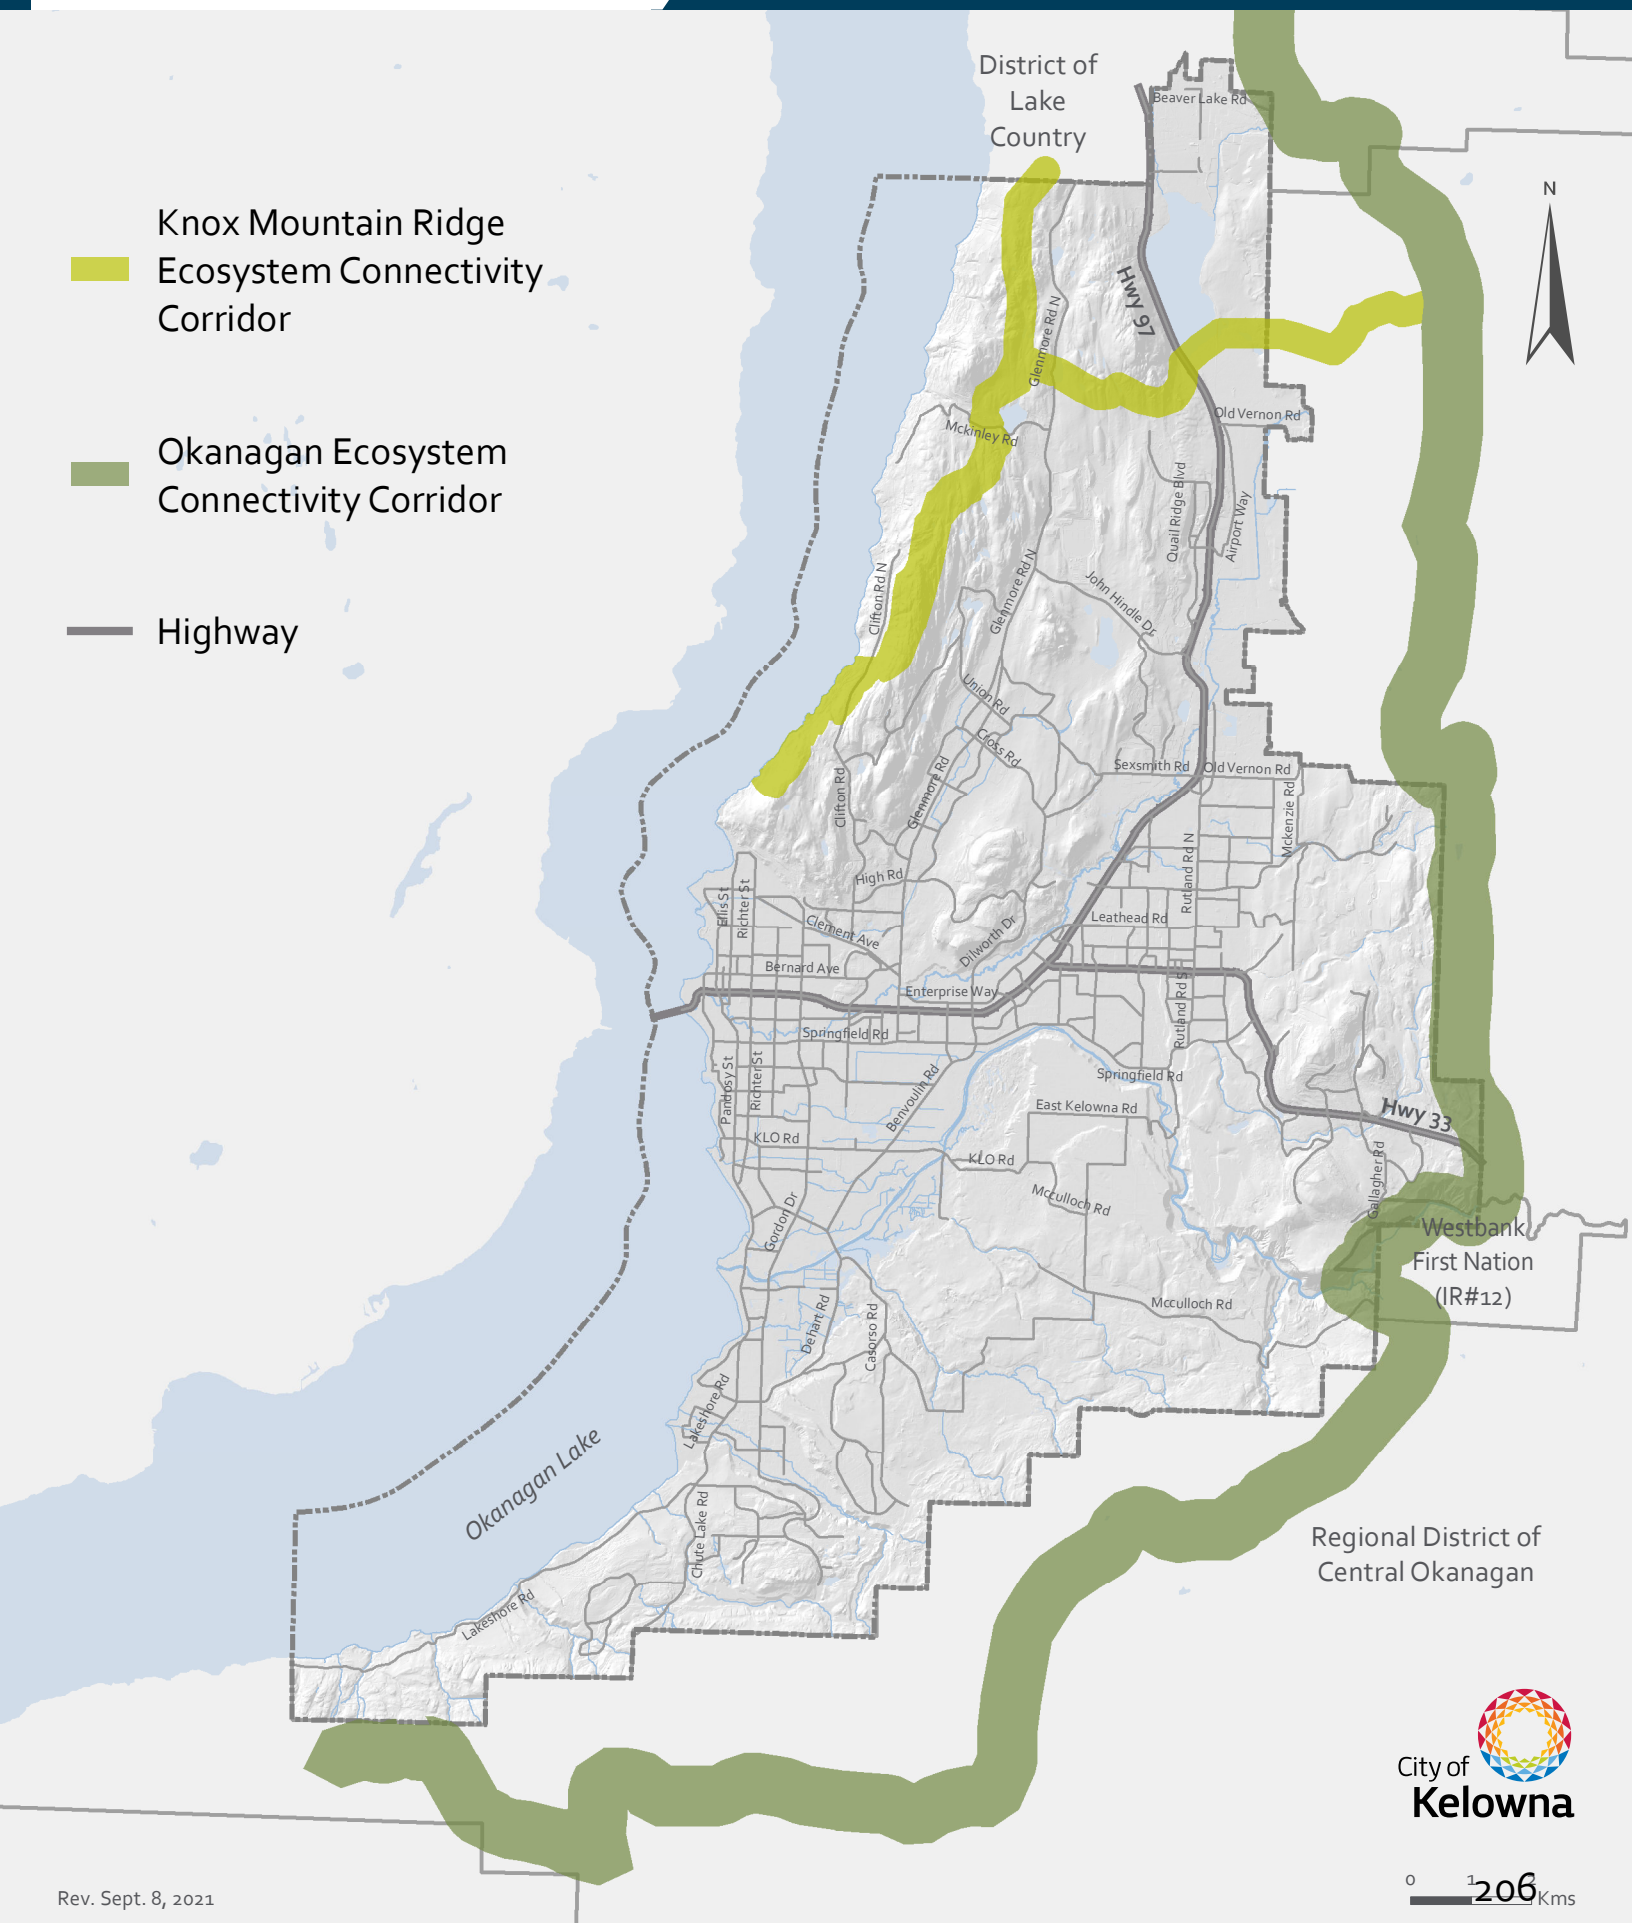 District of
Lake
Country
Beaver Lake Rd
N
Knox Mountain Ridge
Ecosystem Connectivity
Corridor
Okanagan Ecosystem
Connectivity Corridor
Highway
Hwy 97
Glenmore Rd N
Old Vernon Rd
Mckinley Rd
Quail Ridge Blvd
Airport Way
Clifton Rd N
Glenmore Rd N
John Hindle Dr
Union Rd
Cross Rd
Sexsmith Rd
Old Vernon Rd
Clifton Rd
Glenmore Rd
Mckenzie Rd
Rutland Rd N
High Rd
Ellis St
Richter St
Clement Ave
Leathead Rd
Dilworth Dr
Bernard Ave
Enterprise Way
Rutland Rd S
Springfield Rd
Pandosy St
Richter St
Benvoulin Rd
Springfield Rd
East Kelowna Rd
Hwy 33
KLO Rd
KLO Rd
Gallagher Rd
Mcculloch Rd
Gordon Dr
Westbank
First Nation
(IR#12)
Mcculloch Rd
Dehart Rd
Casorso Rd
Lakeshore Rd
Okanagan Lake
Chute Lake Rd
Regional District of
Central Okanagan
Lakeshore Rd
City of
Kelowna
0 1 2 Kms
206
Rev. Sept. 8, 2021